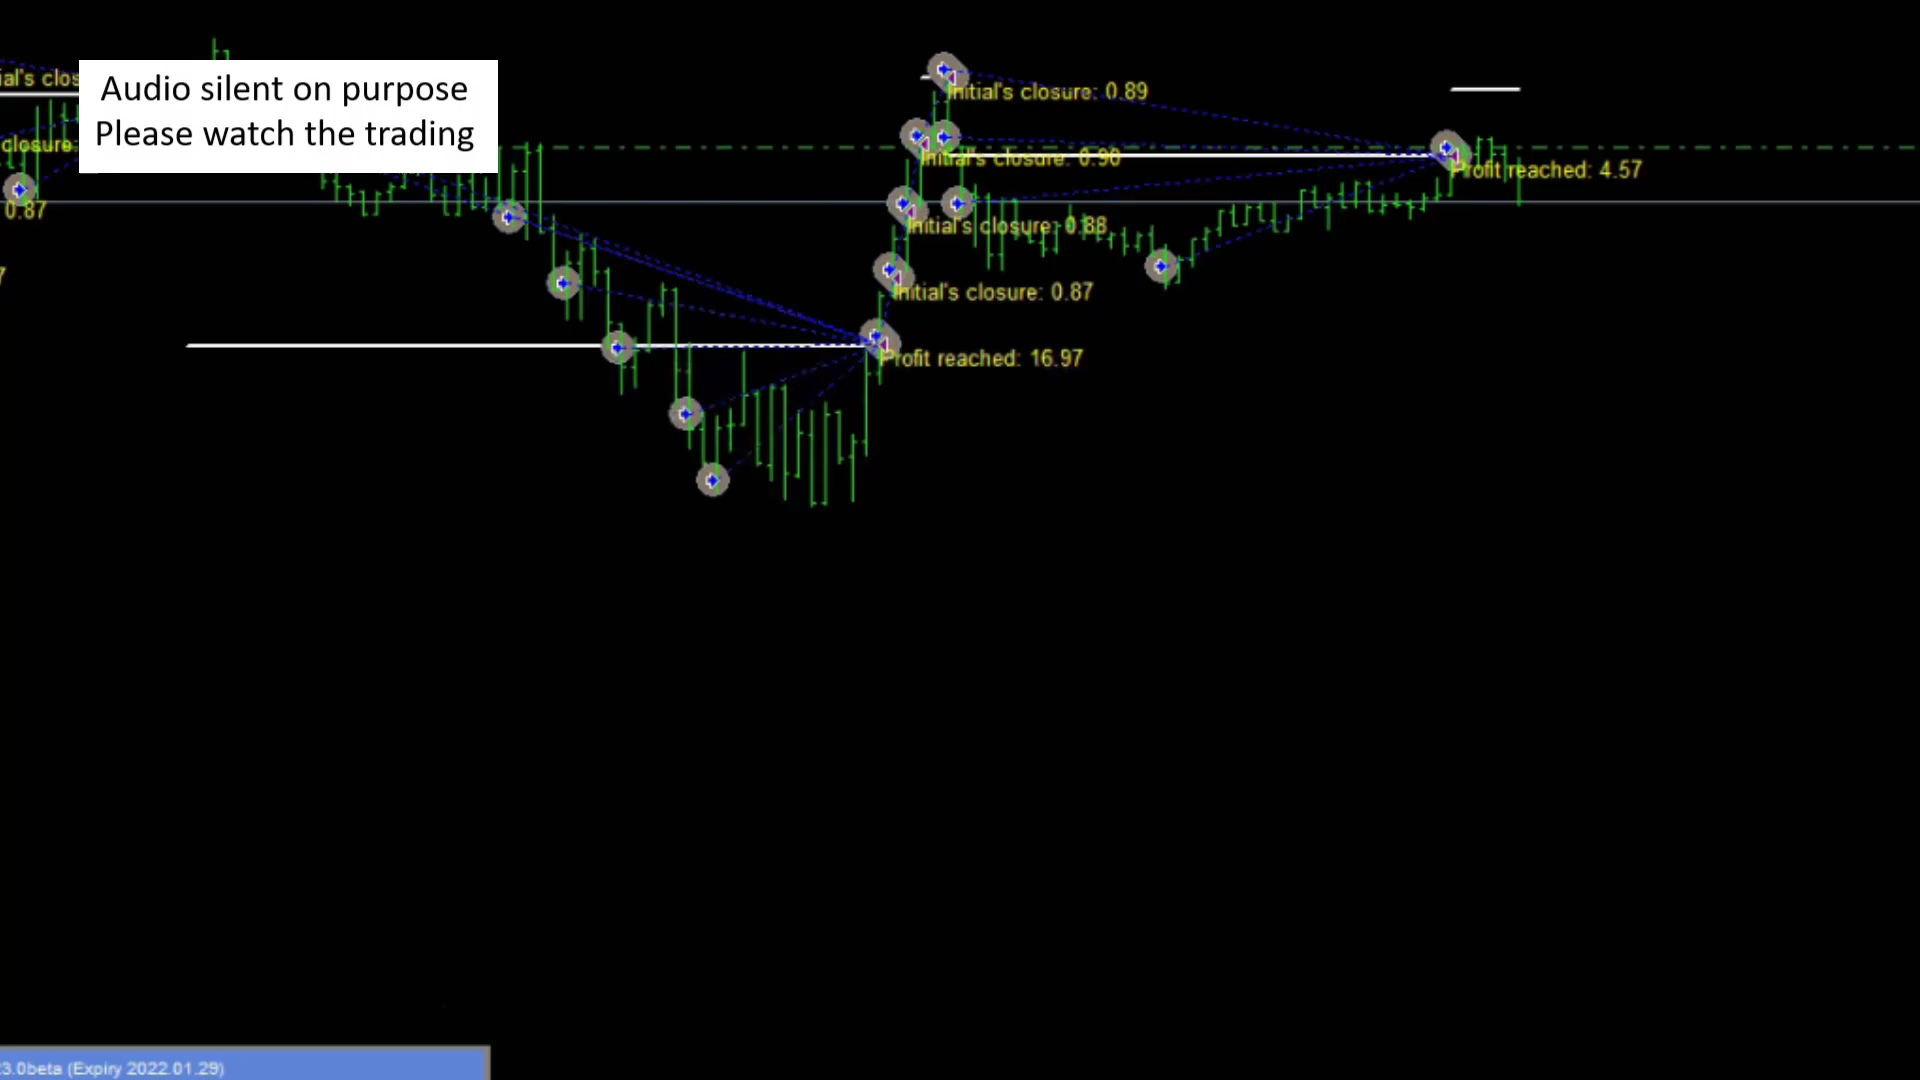 ial's clos
Audio silent on purpose
Please watch the trading
closure:
0.87
Initial's closure: 0.89
Initial's closure: 0.90
Profit reached: 4.57
Initial's closure: 0.88
Initial's closure: 0.87
Profit reached: 16.97
3.0beta (Expiry 2022.01.29)